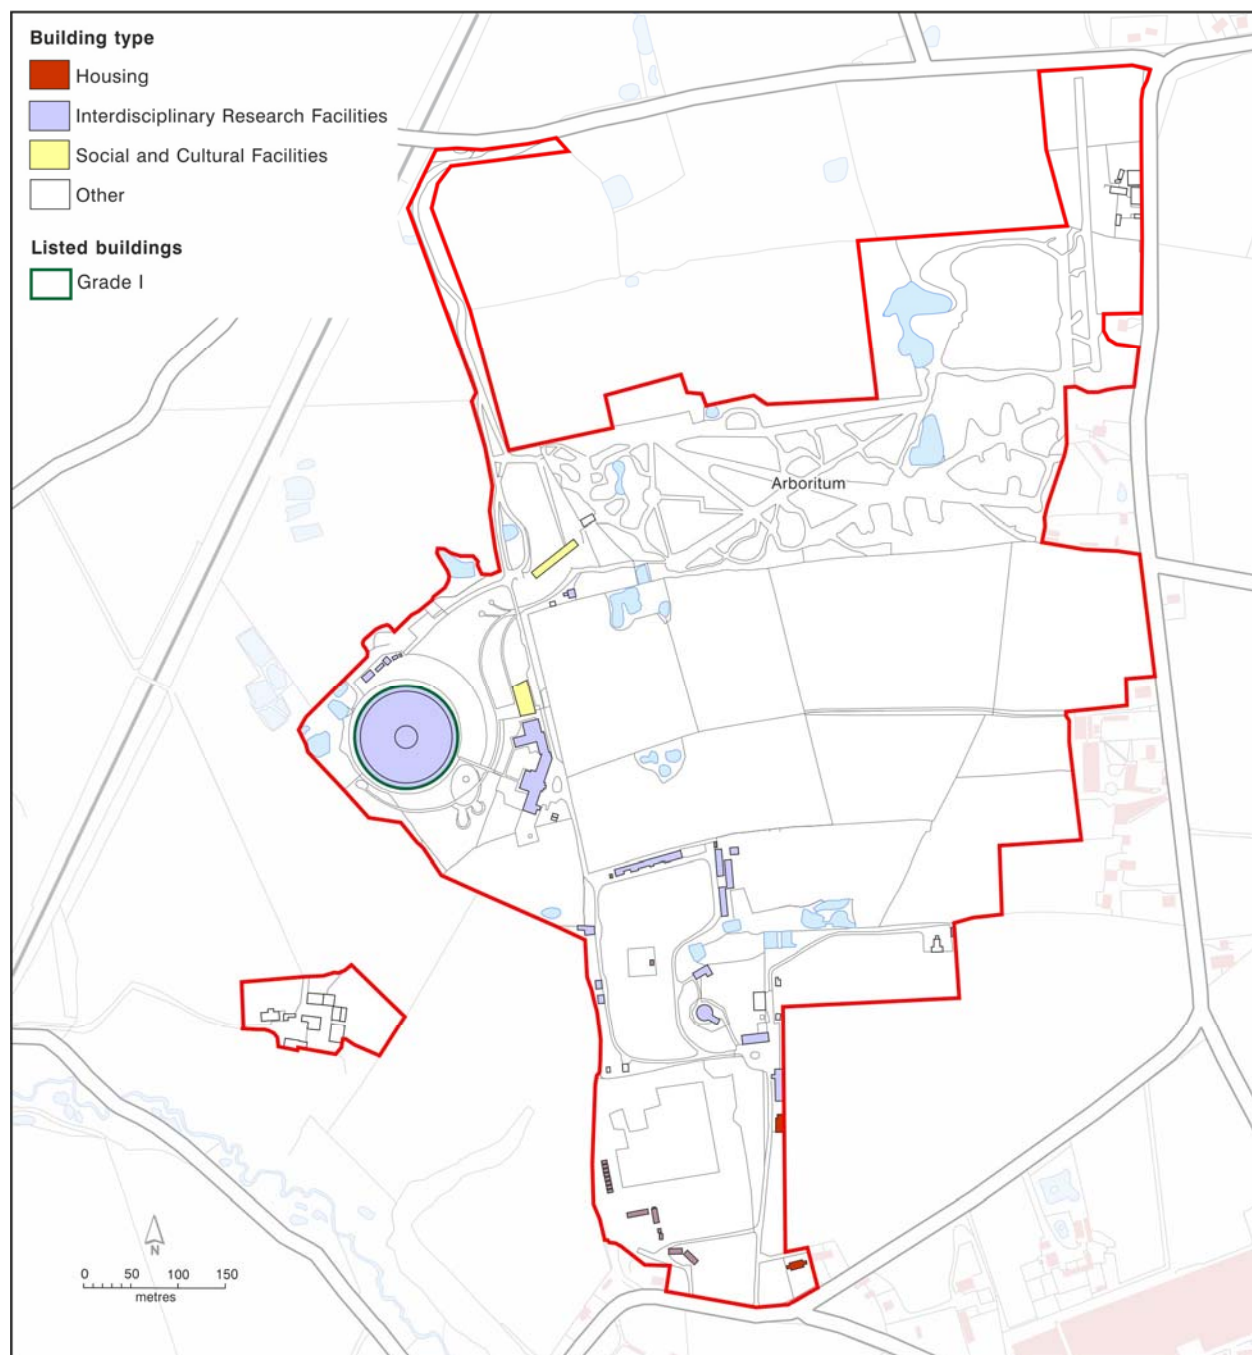 Building type
Housing
Interdisciplinary Research Facilities
Social and Cultural Facilities
Other
Listed buildings
Grade I
Arboritum
N
0 50 100 150
metres